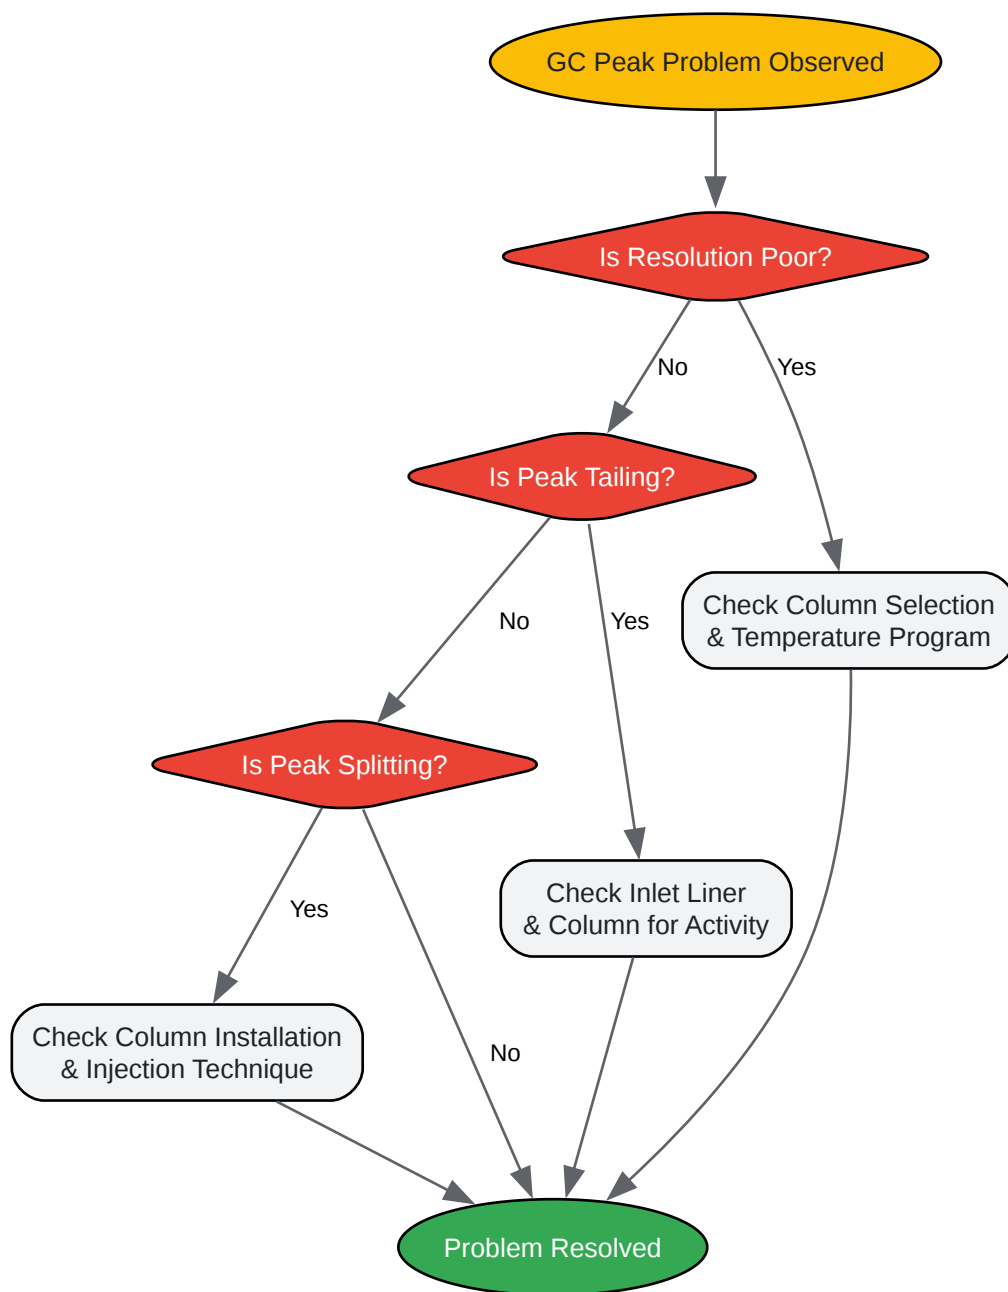 GC Peak Problem Observed
Is Resolution Poor?
No
Yes
Is Peak Tailing?
Check Column Selection
& Temperature Program
No
Yes
Is Peak Splitting?
Check Inlet Liner
& Column for Activity
Yes
Check Column Installation
& Injection Technique
No
Problem Resolved